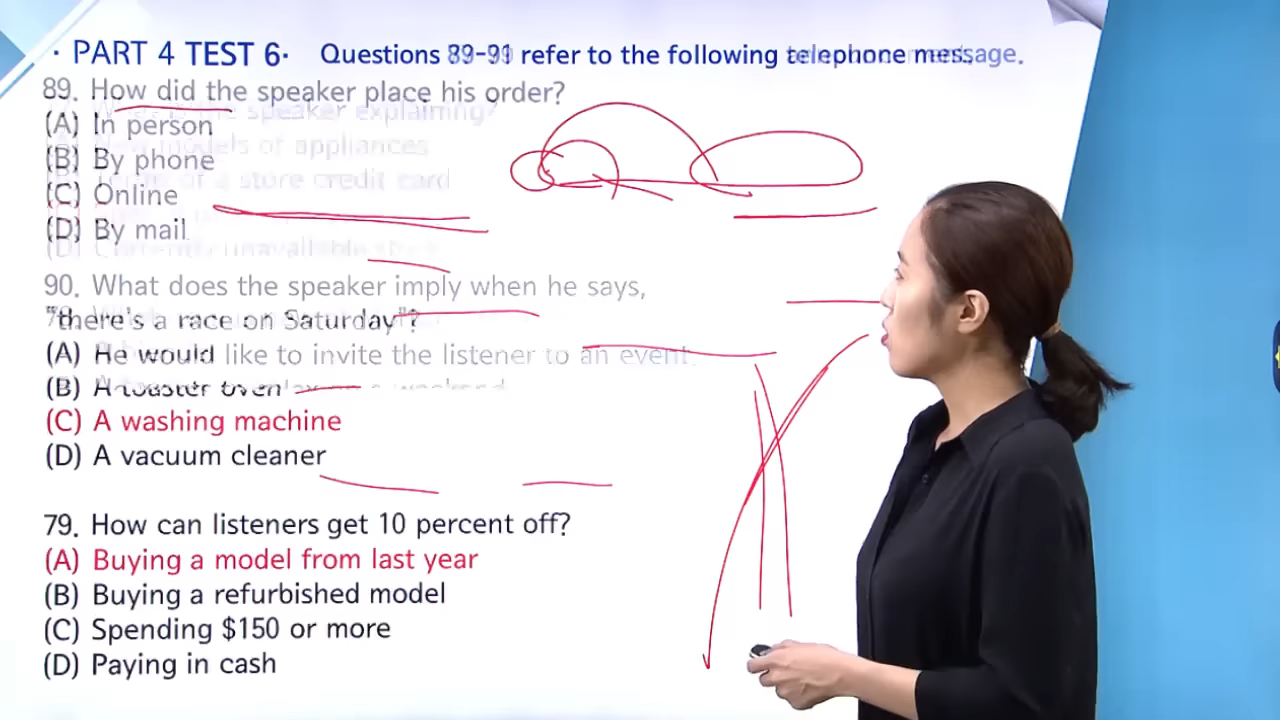 · PART 4 TEST 6· Questions 89-91 refer to the following telephone message.
89. How did the speaker place his order?
(A) In person
(B) By phone
(C) Online
(D) By mail
90. What does the speaker imply when he says,
"there's a race on Saturday"?
(A) He would like to invite the listener to an event.
(B) A toaster oven
(C) A washing machine
(D) A vacuum cleaner
79. How can listeners get 10 percent off?
(A) Buying a model from last year
(B) Buying a refurbished model
(C) Spending $150 or more
(D) Paying in cash